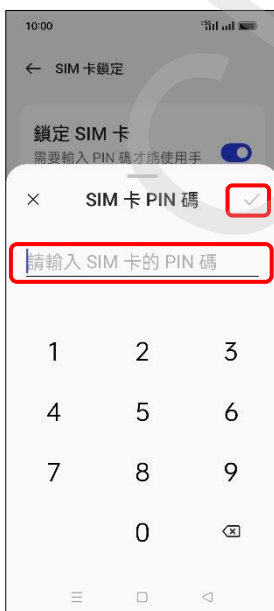 10:00
← SIM 卡鎖定
鎖定 SIM 卡
需要輸入 PIN 碼才能使用手
× SIM 卡 PIN 碼 ✓
請輸入 SIM 卡的 PIN 碼
1 2 3
4 5 6
7 8 9
0